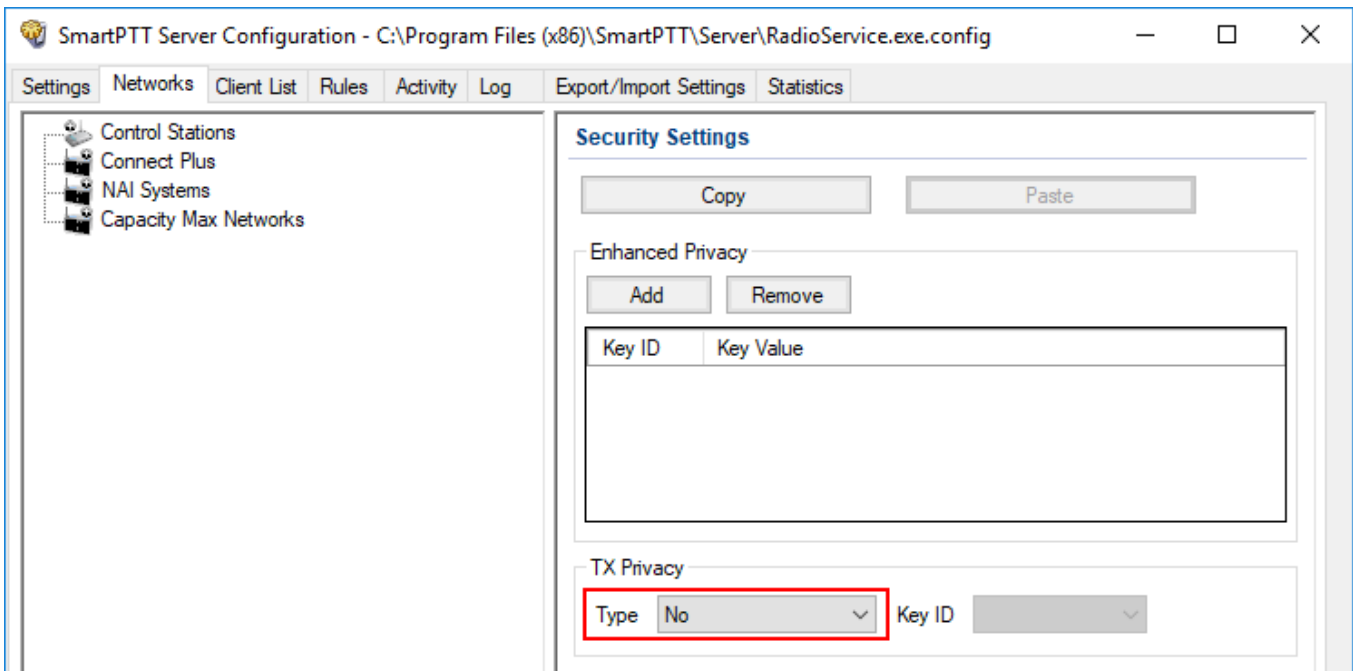 SmartPTT Server Configuration - C:\Program Files (x86)\SmartPTT\Server\RadioService.exe.config
Settings Networks Client List Rules Activity Log Export/Import Settings Statistics
Control Stations
Connect Plus
NAI Systems
Capacity Max Networks
Security Settings
Copy Paste
Enhanced Privacy
Add Remove
Key ID Key Value
TX Privacy
Type No Key ID